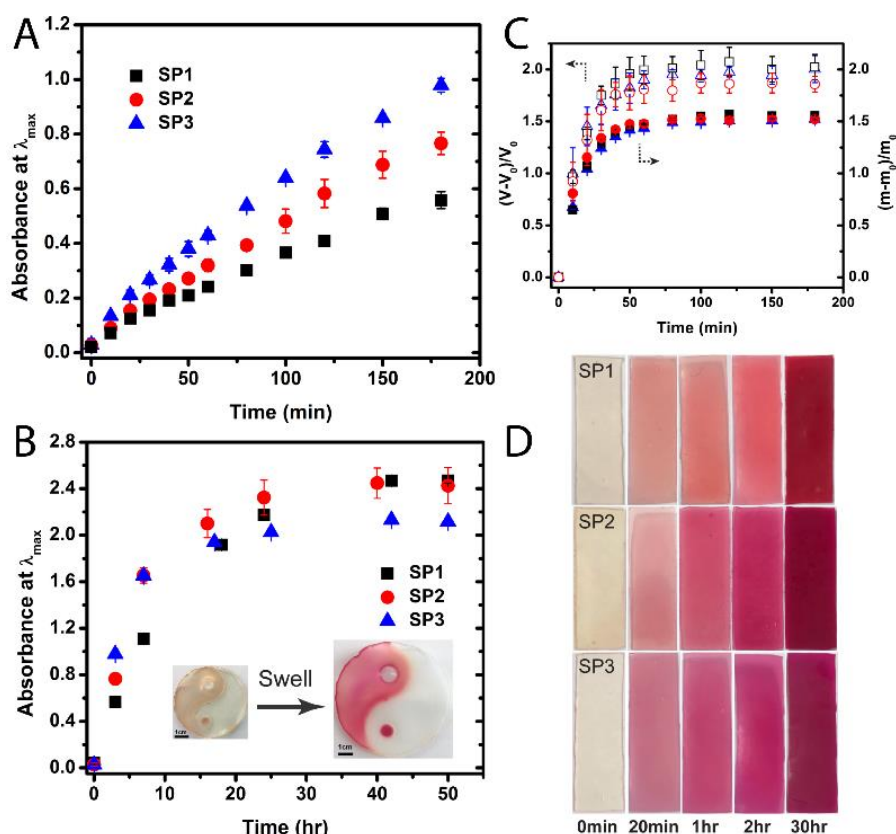 A
1.2
1.0
0.8
0.6
0.4
0.2
0.0
Absorbance at λmax
SP1
SP2
SP3
0
50
100
150
200
Time (min)
C
2.0
1.5
1.0
0.5
0.0
(V-V0)/V0
2.0
1.5
1.0
0.5
0.0
(m-m0)/m0
0
50
100
150
200
Time (min)
B
2.8
2.4
2.0
1.6
1.2
0.8
0.4
0.0
Absorbance at λmax
SP1
SP2
SP3
Swell
1cm
1cm
0
10
20
30
40
50
Time (hr)
D
SP1
SP2
SP3
0min 20min 1hr 2hr 30hr